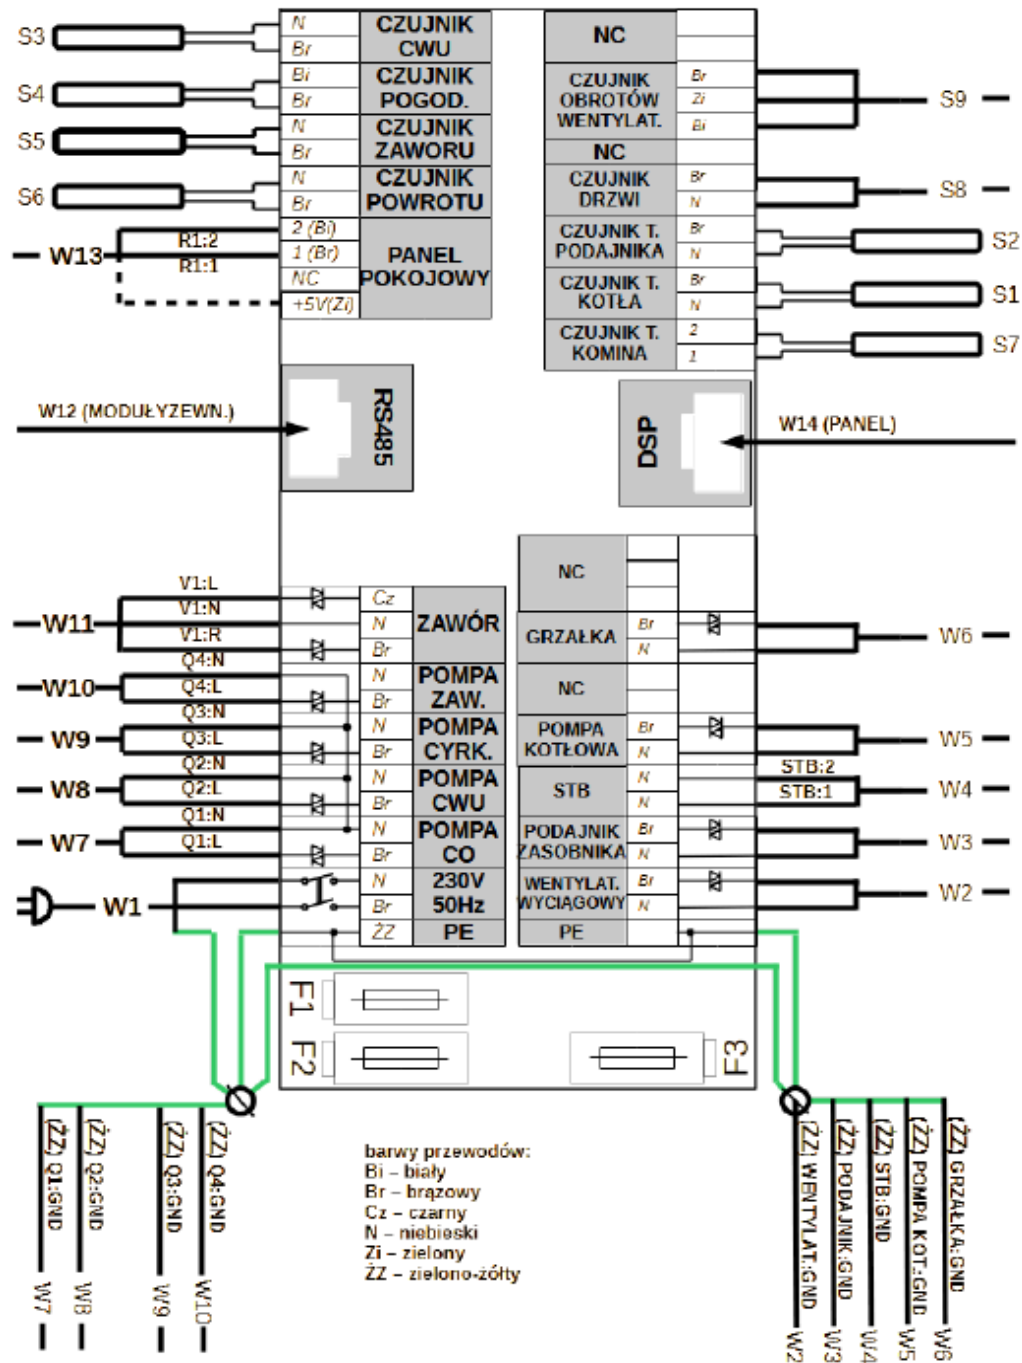 S3
N
Br
CZUJNIK
CWU
S4
Bi
Br
CZUJNIK
POGOD.
S5
N
Br
CZUJNIK
ZAWORU
S6
N
Br
CZUJNIK
POWROTU
W13
R1:2
R1:1
2 (Bi)
1 (Br)
NC
+5V(Zi)
PANEL
POKOJOWY
NC
CZUJNIK
OBROTÓW
WENTYLAT.
Br
Zi
Bi
S9
NC
CZUJNIK
DRZWI
Br
N
S8
CZUJNIK T.
PODAJNIKA
Br
N
S2
CZUJNIK T.
KOTŁA
Br
N
S1
CZUJNIK T.
KOMINA
2
1
S7
W12 (MODUŁYZEWN.)
RS485
DSP
W14 (PANEL)
W11
V1:L
V1:N
V1:R
Cz
N
Br
ZAWÓR
W10
Q4:N
Q4:L
N
Br
POMPA
ZAW.
W9
Q3:N
Q3:L
N
Br
POMPA
CYRK.
W8
Q2:N
Q2:L
N
Br
POMPA
CWU
W7
Q1:N
Q1:L
N
Br
POMPA
CO
W1
N
Br
230V
50Hz
ŻZ
PE
NC
GRZAŁKA
Br
N
W6
NC
POMPA
KOTŁOWA
Br
N
W5
STB
N
N
STB:2
STB:1
W4
PODAJNIK
ZASOBNIKA
Br
N
W3
WENTYLAT.
WYCIĄGOWY
Br
N
W2
PE
F1
F2
F3
(ŻZ) Q1:GND
(ŻZ) Q2:GND
(ŻZ) Q3:GND
(ŻZ) Q4:GND
W7
W8
W9
W10
barwy przewodów:
Bi – biały
Br – brązowy
Cz – czarny
N – niebieski
Zi – zielony
ŻZ – zielono-żółty
(ŻZ) WENTYLAT.:GND
(ŻZ) PODAJNIK:GND
(ŻZ) STB:GND
(ŻZ) POMPA KOT.:GND
(ŻZ) GRZAŁKA:GND
W2
W3
W4
W5
W6